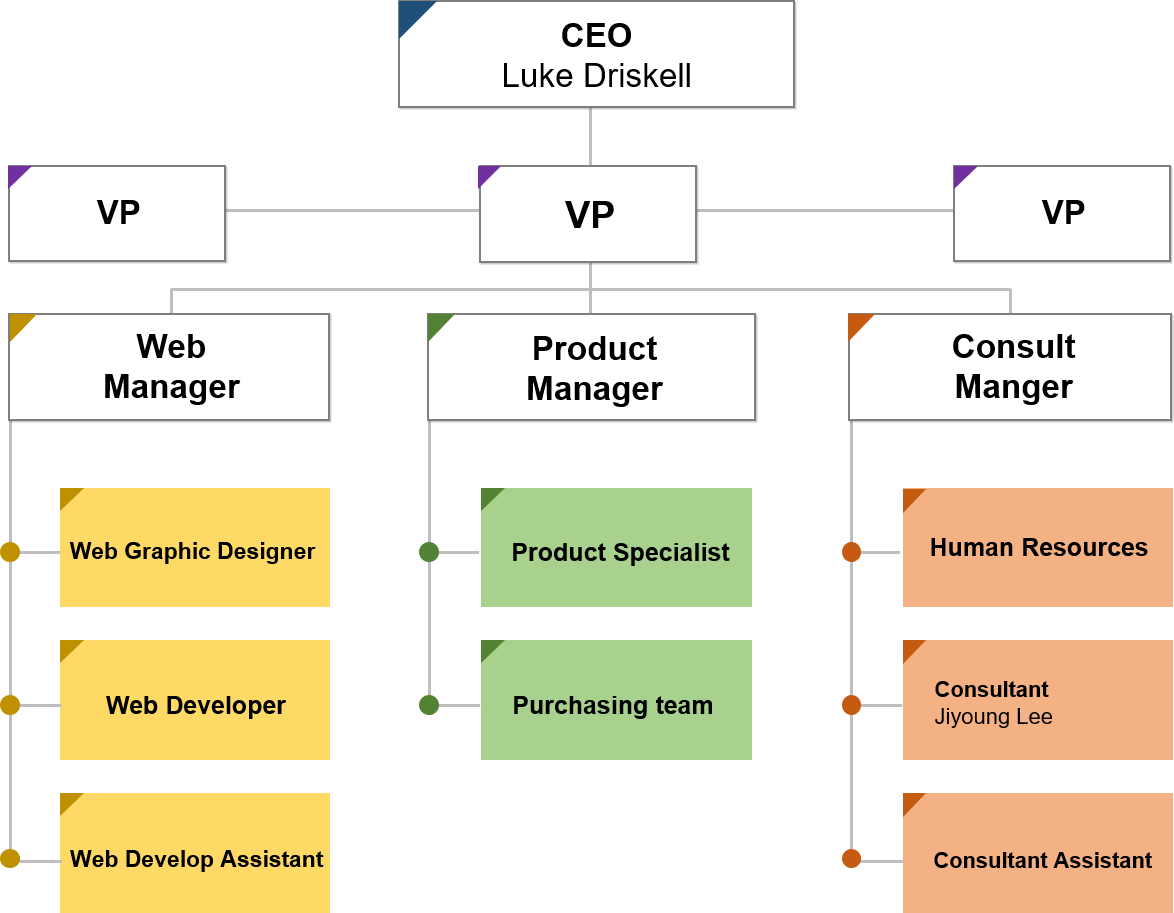 CEO
Luke Driskell
VP
VP
VP
Web
Manager
Product
Manager
Consult
Manger
Web Graphic Designer
Product Specialist
Human Resources
Web Developer
Purchasing team
Consultant
Jiyoung Lee
Web Develop Assistant
Consultant Assistant